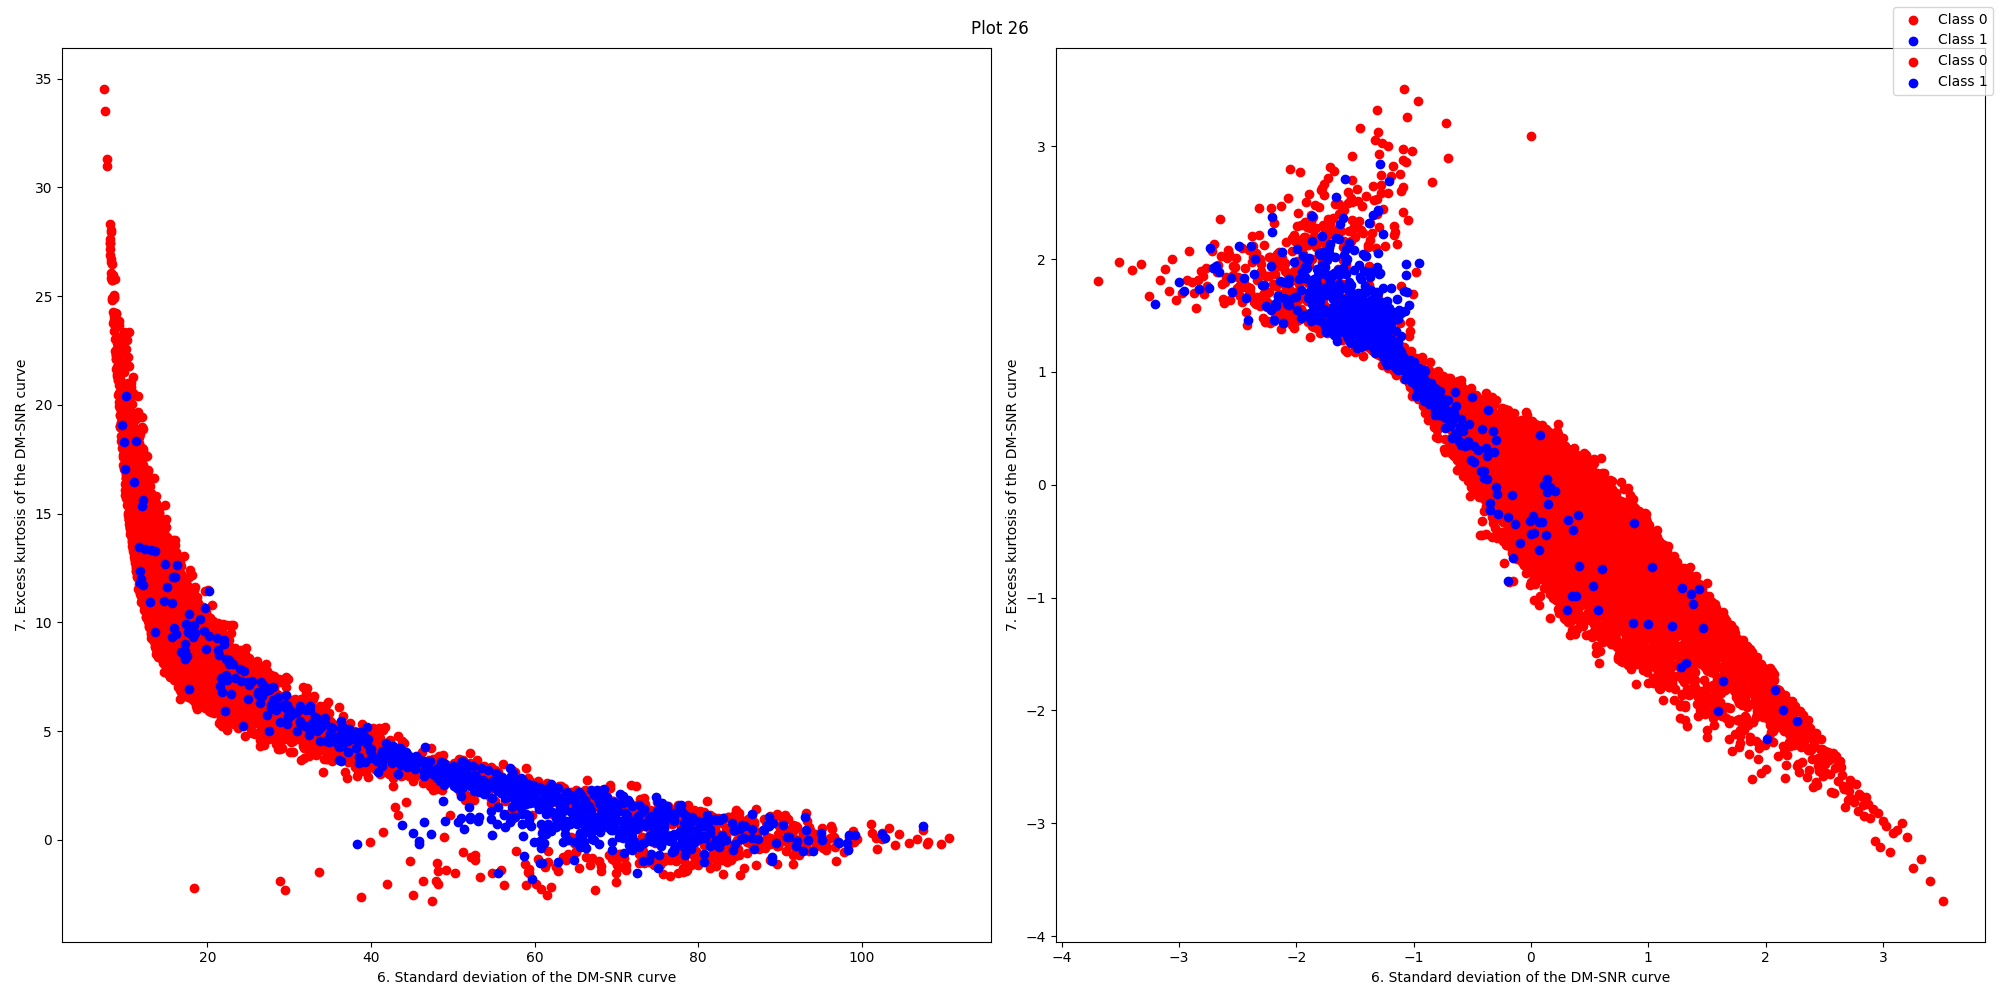 Plot 26
Class 0
Class 1
Class 0
Class 1
7. Excess kurtosis of the DM-SNR curve
35
30
25
20
15
10
5
0
20 40 60 80 100
6. Standard deviation of the DM-SNR curve
7. Excess kurtosis of the DM-SNR curve
3
2
1
0
−1
−2
−3
−4
−4 −3 −2 −1 0 1 2 3
6. Standard deviation of the DM-SNR curve